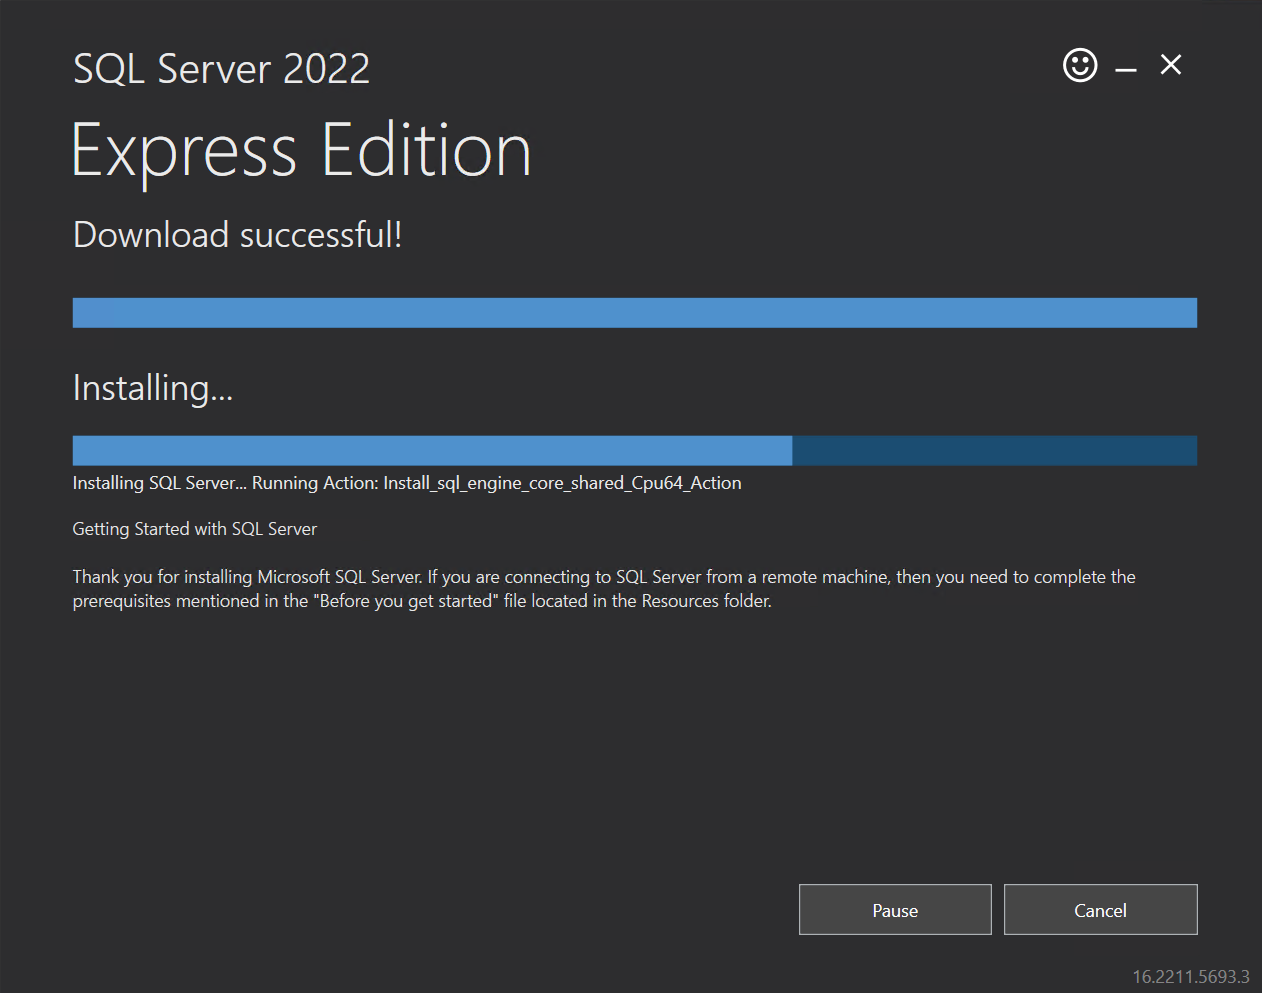 SQL Server 2022
Express Edition
Download successful!
Installing...
Installing SQL Server... Running Action: Install_sql_engine_core_shared_Cpu64_Action
Getting Started with SQL Server
Thank you for installing Microsoft SQL Server. If you are connecting to SQL Server from a remote machine, then you need to complete the
prerequisites mentioned in the "Before you get started" file located in the Resources folder.
Pause
Cancel
16.2211.5693.3